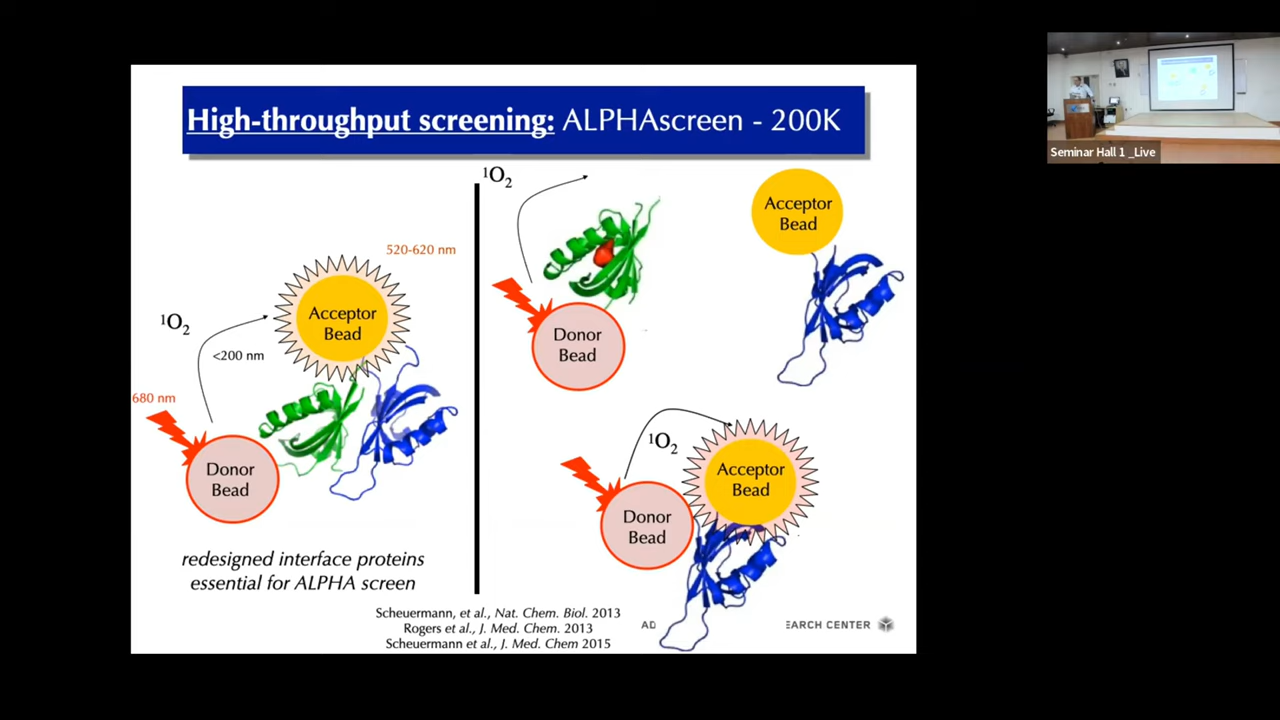 High-throughput screening: ALPHAscreen - 200K
520-620 nm
Acceptor
Bead
¹O₂
<200 nm
680 nm
Donor
Bead
redesigned interface proteins
essential for ALPHA screen
¹O₂
Donor
Bead
Acceptor
Bead
¹O₂
Donor
Bead
Acceptor
Bead
Scheuermann, et al., Nat. Chem. Biol. 2013
Rogers et al., J. Med. Chem. 2013
Scheuermann et al., J. Med. Chem 2015
EARCH CENTER
Seminar Hall 1 _Live